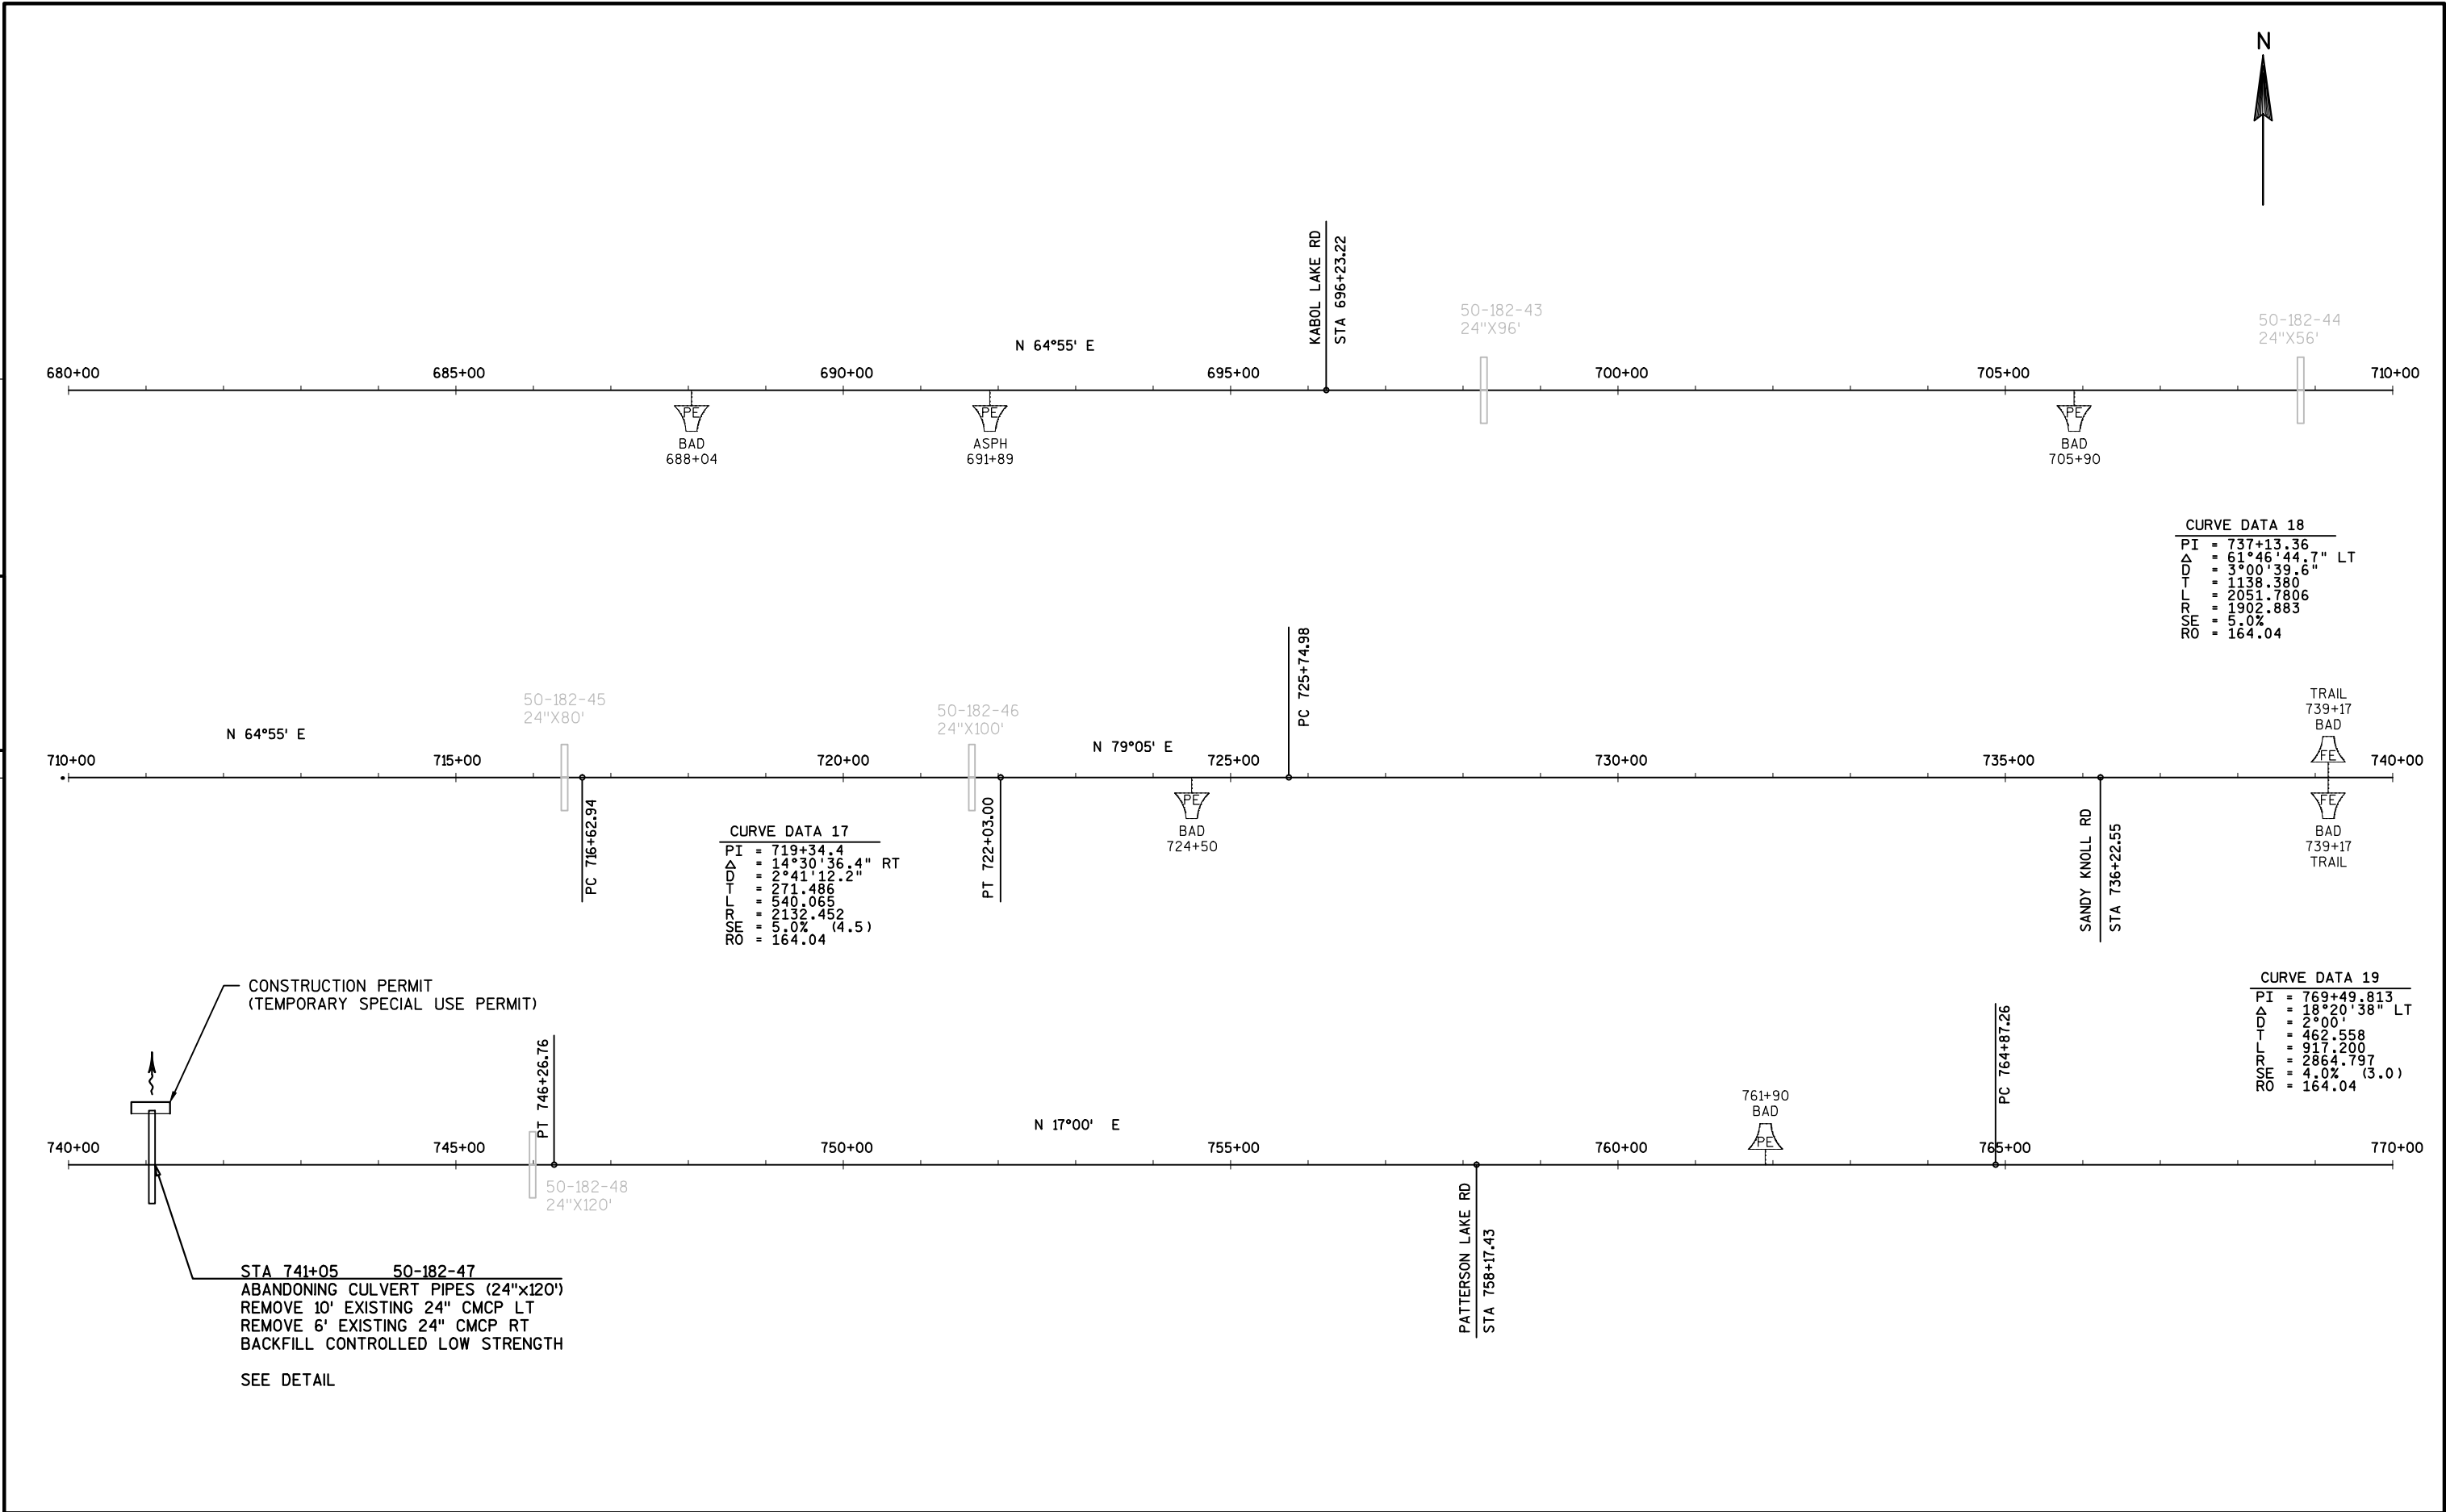 N
KABOL LAKE RD
STA 696+23.22
50-182-43
24"X96'
50-182-44
24"X56'
N 64°55' E
680+00
685+00
690+00
695+00
700+00
705+00
710+00
PE
BAD
688+04
PE
ASPH
691+89
PE
BAD
705+90
CURVE DATA 18
PI = 737+13.36
Δ = 61°46'44.7" LT
D = 3°00'39.6"
T = 1138.380
L = 2051.7806
R = 1902.883
SE = 5.0%
RO = 164.04
PC 725+74.98
50-182-45
24"X80'
50-182-46
24"X100'
TRAIL
739+17
BAD
FE
N 64°55' E
N 79°05' E
710+00
715+00
720+00
725+00
730+00
735+00
740+00
PC 716+62.94
PT 722+03.00
PE
BAD
724+50
SANDY KNOLL RD
STA 736+22.55
FE
BAD
739+17
TRAIL
CURVE DATA 17
PI = 719+34.4
Δ = 14°30'36.4" RT
D = 2°41'12.2"
T = 271.486
L = 540.065
R = 2132.452
SE = 5.0% (4.5)
RO = 164.04
CONSTRUCTION PERMIT
(TEMPORARY SPECIAL USE PERMIT)
CURVE DATA 19
PI = 769+49.813
Δ = 18°20'38" LT
D = 2°00'
T = 462.558
L = 917.200
R = 2864.797
SE = 4.0% (3.0)
RO = 164.04
PT 746+26.76
PC 764+87.26
761+90
BAD
PE
N 17°00' E
740+00
745+00
750+00
755+00
760+00
765+00
770+00
50-182-48
24"X120'
PATTERSON LAKE RD
STA 758+17.43
STA 741+05 50-182-47
ABANDONING CULVERT PIPES (24"x120')
REMOVE 10' EXISTING 24" CMCP LT
REMOVE 6' EXISTING 24" CMCP RT
BACKFILL CONTROLLED LOW STRENGTH
SEE DETAIL